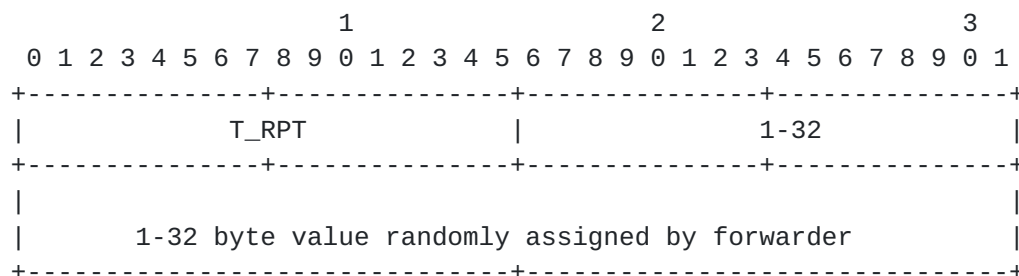 1                   2                   3
 0 1 2 3 4 5 6 7 8 9 0 1 2 3 4 5 6 7 8 9 0 1 2 3 4 5 6 7 8 9 0 1
+---------------+---------------+---------------+---------------+
|             T_RPT             |               1-32            |
+---------------+---------------+---------------+---------------+
|                                                               |
|       1-32 byte value randomly assigned by forwarder          |
+-------------------------------+-------------------------------+